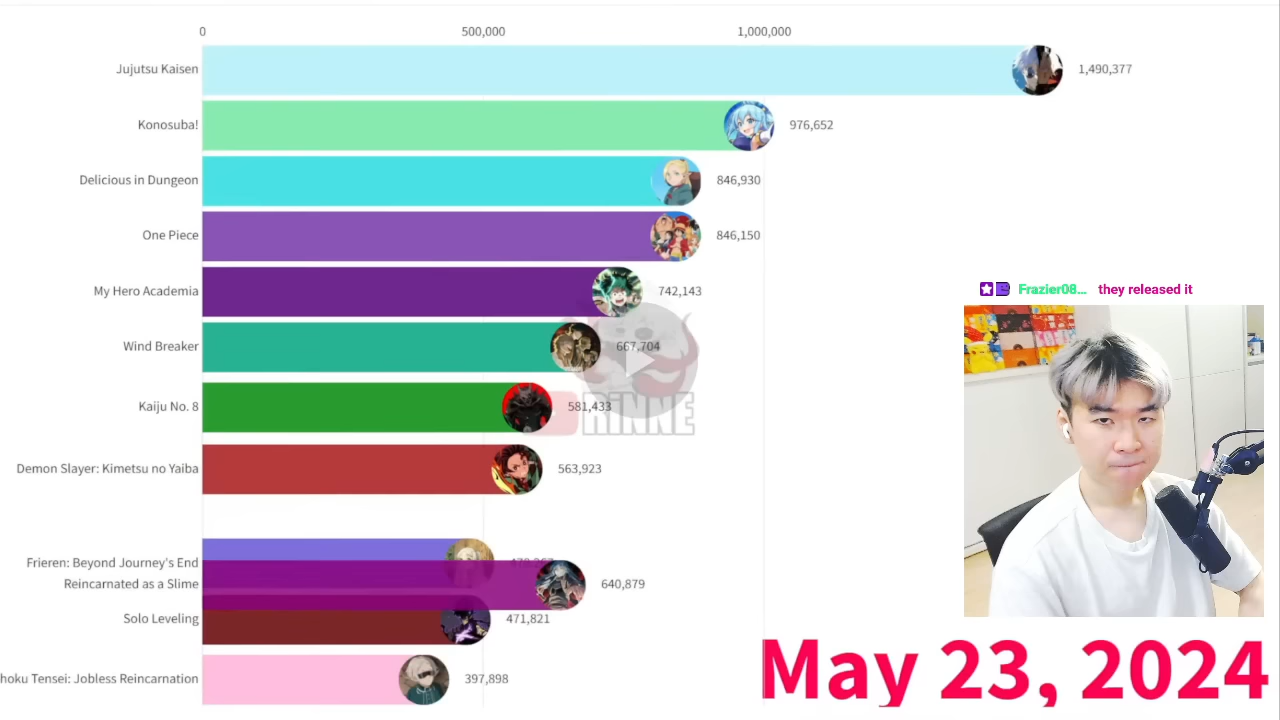 0 500,000 1,000,000
Jujutsu Kaisen 1,490,377
Konosuba! 976,652
Delicious in Dungeon 846,930
One Piece 846,150
My Hero Academia 742,143
Wind Breaker 667,704
Kaiju No. 8 581,433
RiNNE
Demon Slayer: Kimetsu no Yaiba 563,923
Frieren: Beyond Journey's End
Reincarnated as a Slime 640,879
Solo Leveling 471,821
hoku Tensei: Jobless Reincarnation 397,898
Frazier08... they released it
May 23, 2024